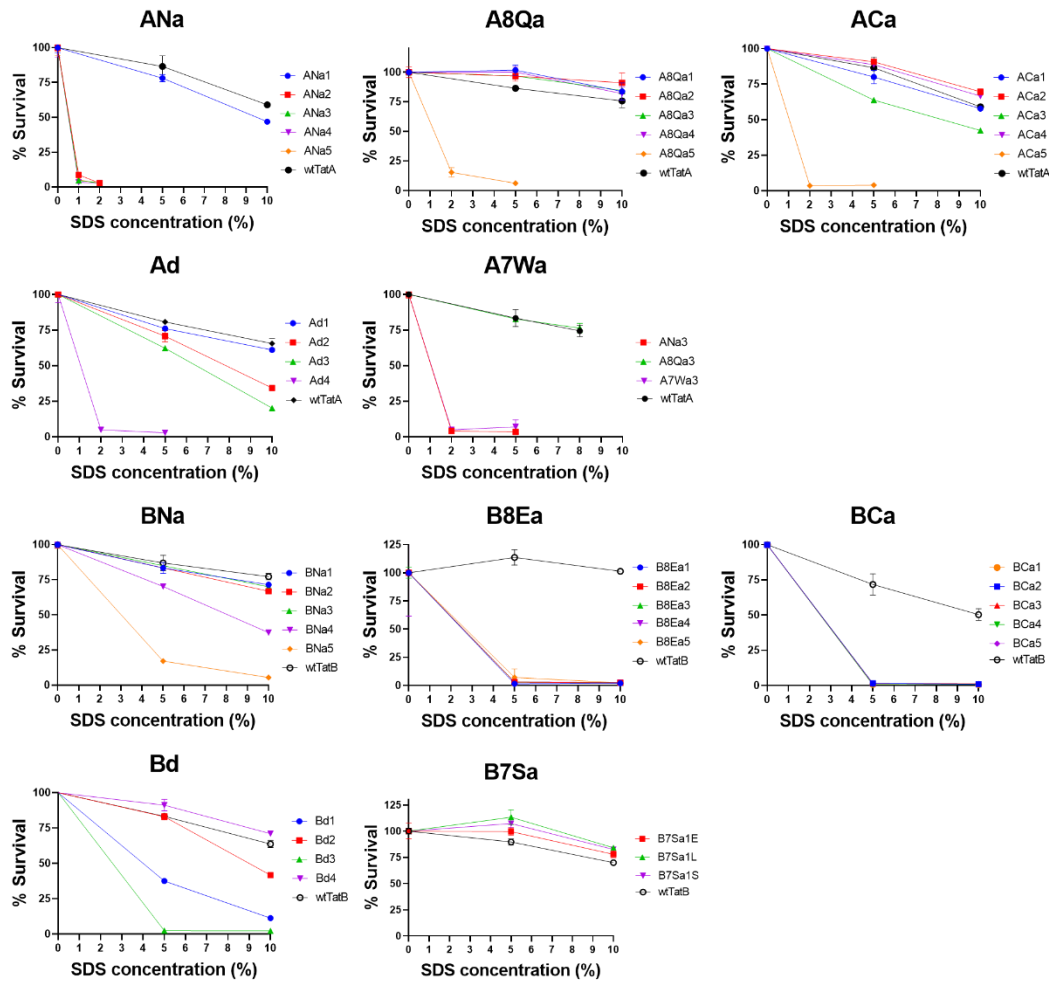 ANa
% Survival
100
75
50
25
0
0 1 2 3 4 5 6 7 8 9 10
SDS concentration (%)
ANa1
ANa2
ANa3
ANa4
ANa5
wtTatA
A8Qa
% Survival
100
75
50
25
0
0 1 2 3 4 5 6 7 8 9 10
SDS concentration (%)
A8Qa1
A8Qa2
A8Qa3
A8Qa4
A8Qa5
wtTatA
ACa
% Survival
100
75
50
25
0
0 1 2 3 4 5 6 7 8 9 10
SDS concentration (%)
ACa1
ACa2
ACa3
ACa4
ACa5
wtTatA
Ad
% Survival
100
75
50
25
0
0 1 2 3 4 5 6 7 8 9 10
SDS concentration (%)
Ad1
Ad2
Ad3
Ad4
wtTatA
A7Wa
% Survival
100
75
50
25
0
0 1 2 3 4 5 6 7 8 9 10
SDS concentration (%)
ANa3
A8Qa3
A7Wa3
wtTatA
BNa
% Survival
100
75
50
25
0
0 1 2 3 4 5 6 7 8 9 10
SDS concentration (%)
BNa1
BNa2
BNa3
BNa4
BNa5
wtTatB
B8Ea
% Survival
125
100
75
50
25
0
0 1 2 3 4 5 6 7 8 9 10
SDS concentration (%)
B8Ea1
B8Ea2
B8Ea3
B8Ea4
B8Ea5
wtTatB
BCa
% Survival
100
75
50
25
0
0 1 2 3 4 5 6 7 8 9 10
SDS concentration (%)
BCa1
BCa2
BCa3
BCa4
BCa5
wtTatB
Bd
% Survival
100
75
50
25
0
0 1 2 3 4 5 6 7 8 9 10
SDS concentration (%)
Bd1
Bd2
Bd3
Bd4
wtTatB
B7Sa
% Survival
125
100
75
50
25
0
0 1 2 3 4 5 6 7 8 9 10
SDS concentration (%)
B7Sa1E
B7Sa1L
B7Sa1S
wtTatB